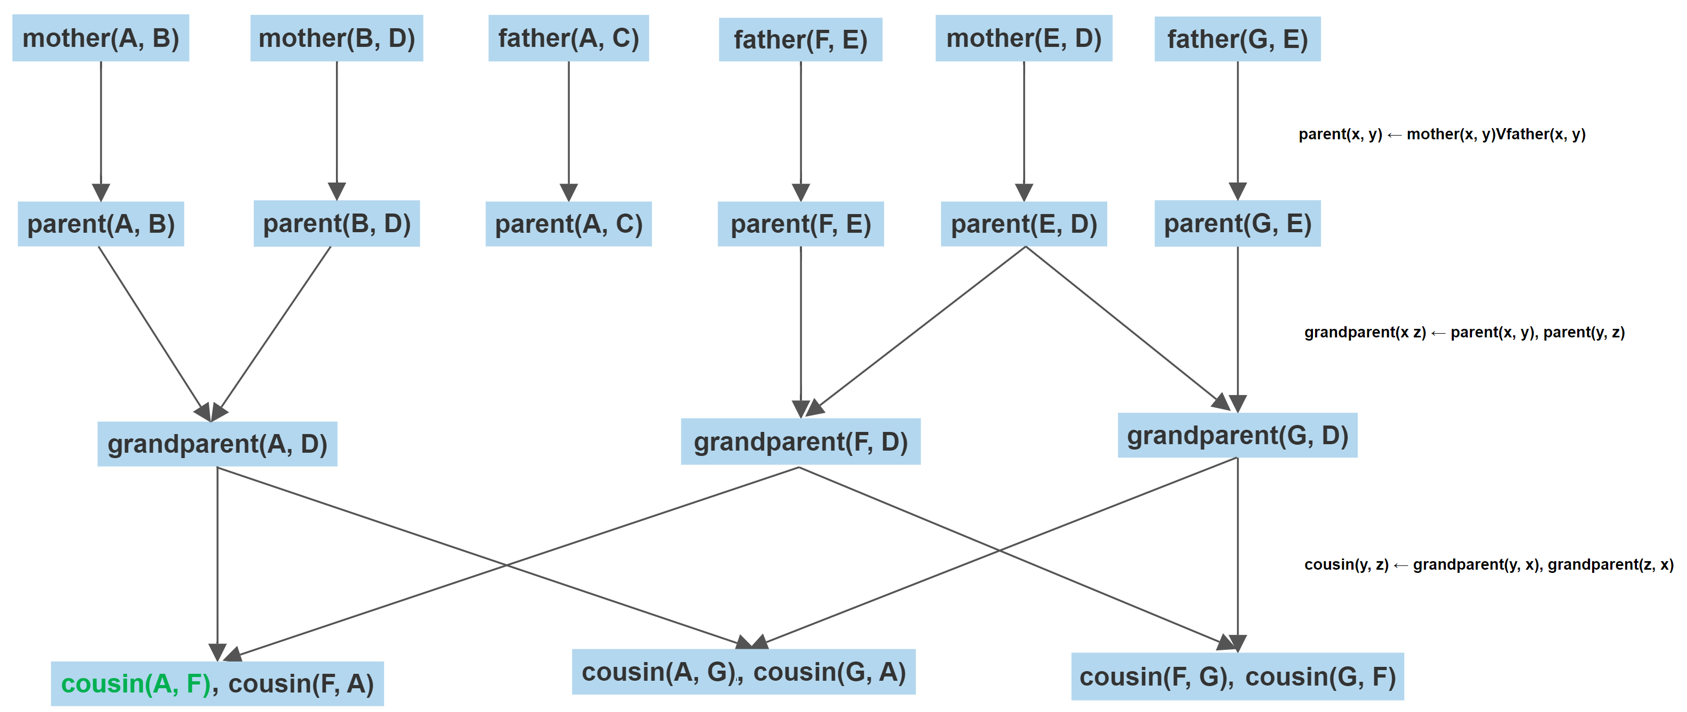 mother(A, B)
mother(B, D)
father(A, C)
father(F, E)
mother(E, D)
father(G, E)
parent(x, y) ← mother(x, y)Vfather(x, y)
parent(A, B)
parent(B, D)
parent(A, C)
parent(F, E)
parent(E, D)
parent(G, E)
grandparent(x z) ← parent(x, y), parent(y, z)
grandparent(A, D)
grandparent(F, D)
grandparent(G, D)
cousin(y, z) ← grandparent(y, x), grandparent(z, x)
cousin(A, F), cousin(F, A)
cousin(A, G), cousin(G, A)
cousin(F, G), cousin(G, F)